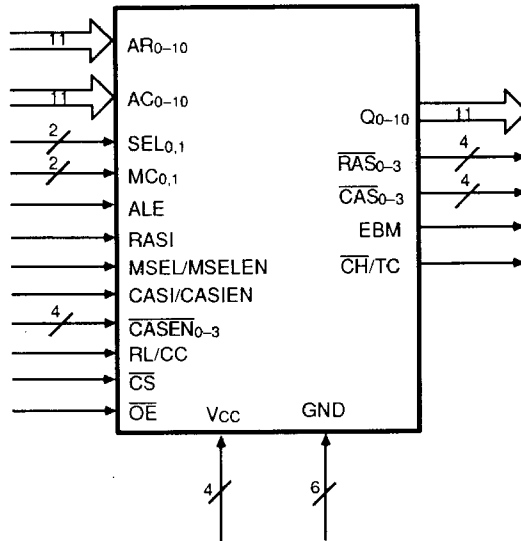 11 AR0–10
11 AC0–10
Q0–10 11
2 SEL0,1
RAS0–3 4
2 MC0,1
CAS0–3 4
ALE
EBM
RASI
MSEL/MSELEN
CH/TC
CASI/CASIEN
4 CASEN0–3
RL/CC
CS
OE
VCC GND
4 6